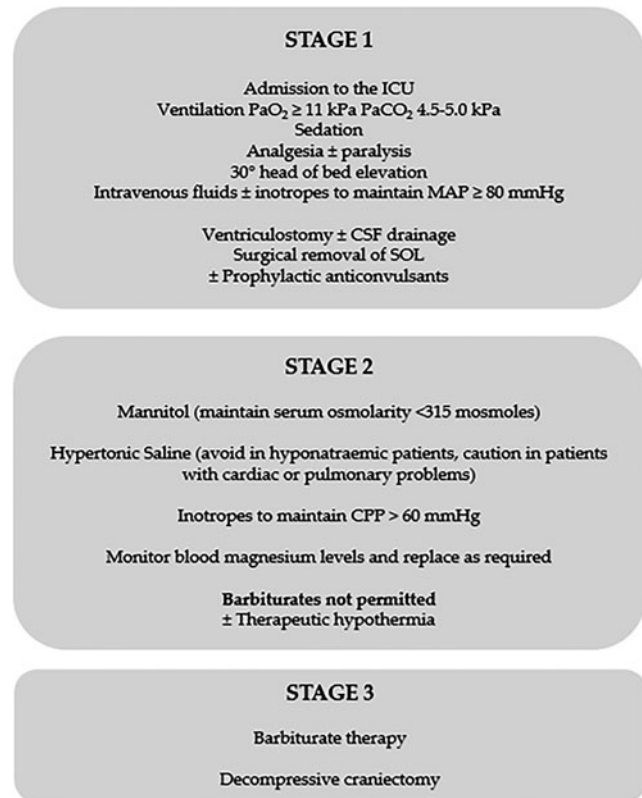 STAGE 1
Admission to the ICU
Ventilation PaO₂ ≥ 11 kPa PaCO₂ 4.5-5.0 kPa
Sedation
Analgesia ± paralysis
30° head of bed elevation
Intravenous fluids ± inotropes to maintain MAP ≥ 80 mmHg
Ventriculostomy ± CSF drainage
Surgical removal of SOL
± Prophylactic anticonvulsants
STAGE 2
Mannitol (maintain serum osmolarity <315 mosmoles)
Hypertonic Saline (avoid in hyponatraemic patients, caution in patients
with cardiac or pulmonary problems)
Inotropes to maintain CPP > 60 mmHg
Monitor blood magnesium levels and replace as required
Barbiturates not permitted
± Therapeutic hypothermia
STAGE 3
Barbiturate therapy
Decompressive craniectomy